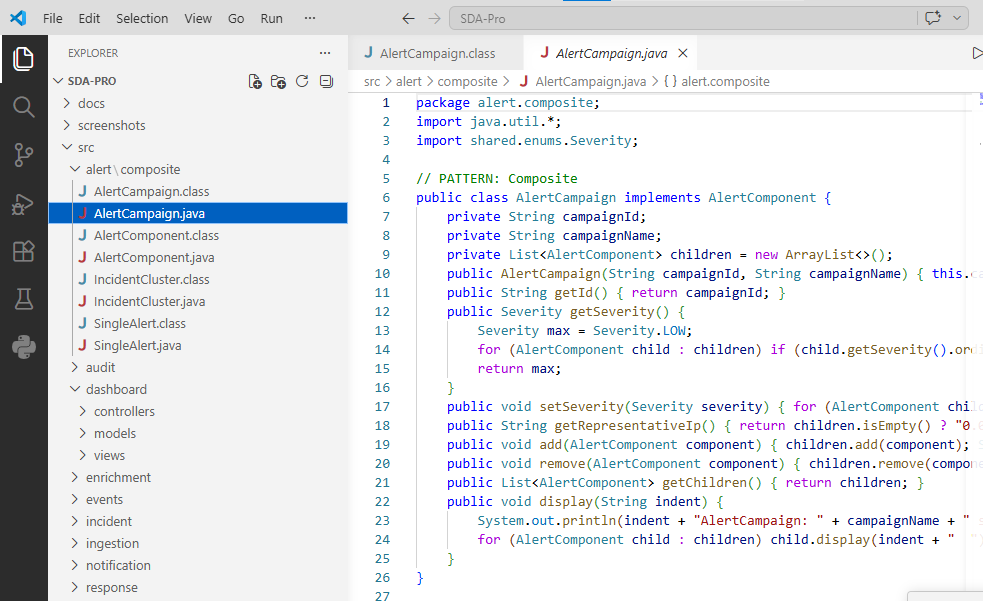 File Edit Selection View Go Run ···
SDA-Pro
EXPLORER ···
SDA-PRO
docs
screenshots
src
alert\composite
AlertCampaign.class
AlertCampaign.java
AlertComponent.class
AlertComponent.java
IncidentCluster.class
IncidentCluster.java
SingleAlert.class
SingleAlert.java
audit
dashboard
controllers
models
views
enrichment
events
incident
ingestion
notification
response
J AlertCampaign.class J AlertCampaign.java ×
src > alert > composite > J AlertCampaign.java > { } alert.composite
1 package alert.composite;
2 import java.util.*;
3 import shared.enums.Severity;
4
5 // PATTERN: Composite
6 public class AlertCampaign implements AlertComponent {
7 private String campaignId;
8 private String campaignName;
9 private List<AlertComponent> children = new ArrayList<>();
10 public AlertCampaign(String campaignId, String campaignName) { this.ca
11 public String getId() { return campaignId; }
12 public Severity getSeverity() {
13 Severity max = Severity.LOW;
14 for (AlertComponent child : children) if (child.getSeverity().ord
15 return max;
16 }
17 public void setSeverity(Severity severity) { for (AlertComponent chil
18 public String getRepresentativeIp() { return children.isEmpty() ? "0.
19 public void add(AlertComponent component) { children.add(component);
20 public void remove(AlertComponent component) { children.remove(compon
21 public List<AlertComponent> getChildren() { return children; }
22 public void display(String indent) {
23 System.out.println(indent + "AlertCampaign: " + campaignName + "
24 for (AlertComponent child : children) child.display(indent + "  ")
25 }
26 }
27